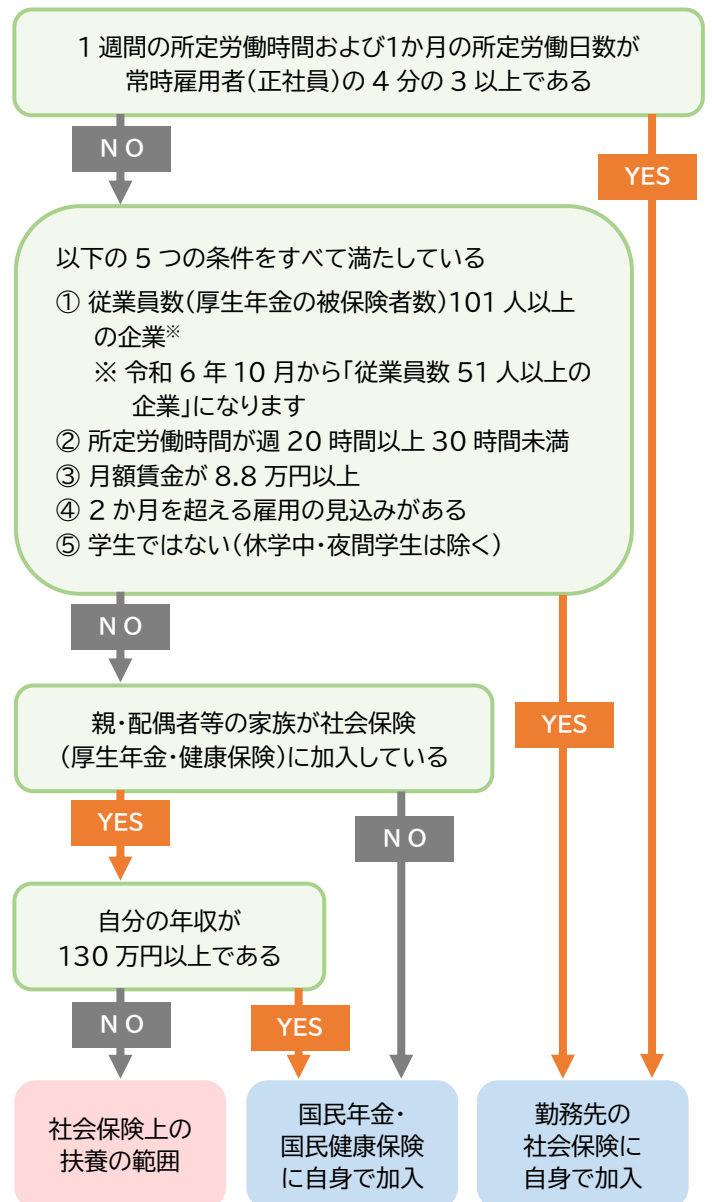 1週間の所定労働時間および1か月の所定労働日数が
常時雇用者(正社員)の4分の3以上である
NO
YES
以下の5つの条件をすべて満たしている
① 従業員数(厚生年金の被保険者数)101人以上
の企業※
※ 令和6年10月から「従業員数51人以上の
企業」になります
② 所定労働時間が週20時間以上30時間未満
③ 月額賃金が8.8万円以上
④ 2か月を超える雇用の見込みがある
⑤ 学生ではない(休学中・夜間学生は除く)
NO
YES
親・配偶者等の家族が社会保険
(厚生年金・健康保険)に加入している
YES
NO
自分の年収が
130万円以上である
NO
YES
社会保険上の
扶養の範囲
国民年金・
国民健康保険
に自身で加入
勤務先の
社会保険に
自身で加入